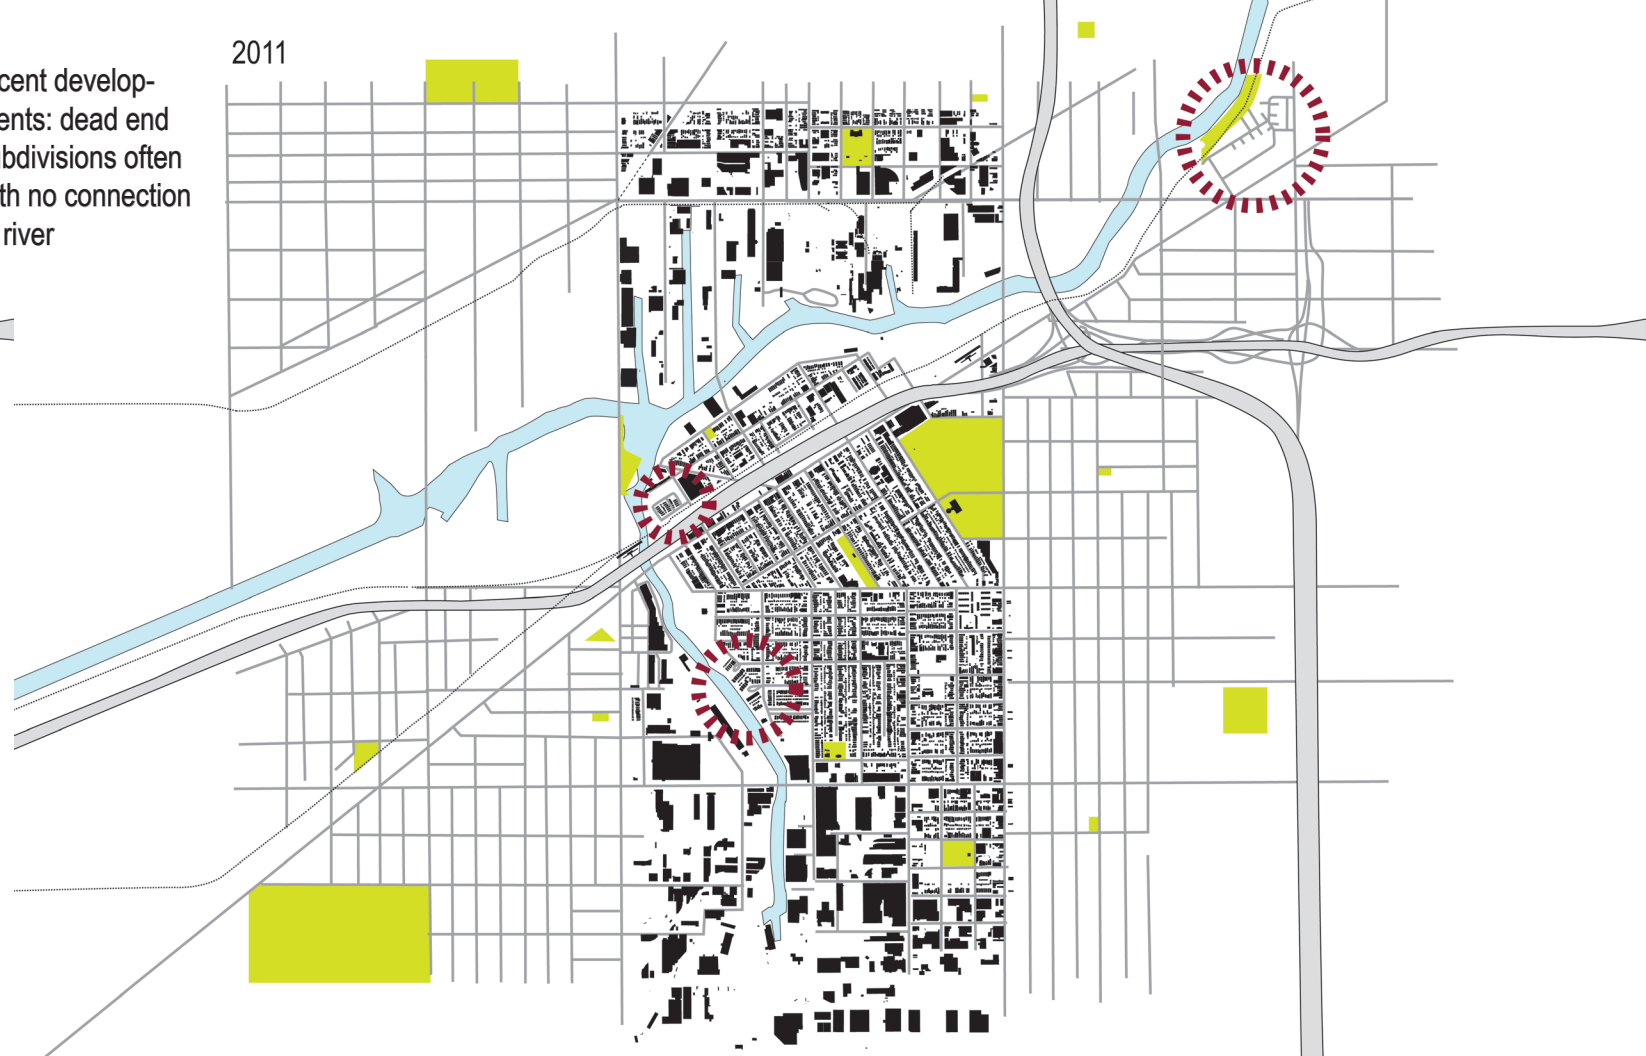 2011
cent develop-
ents: dead end
bdivisions often
th no connection
river